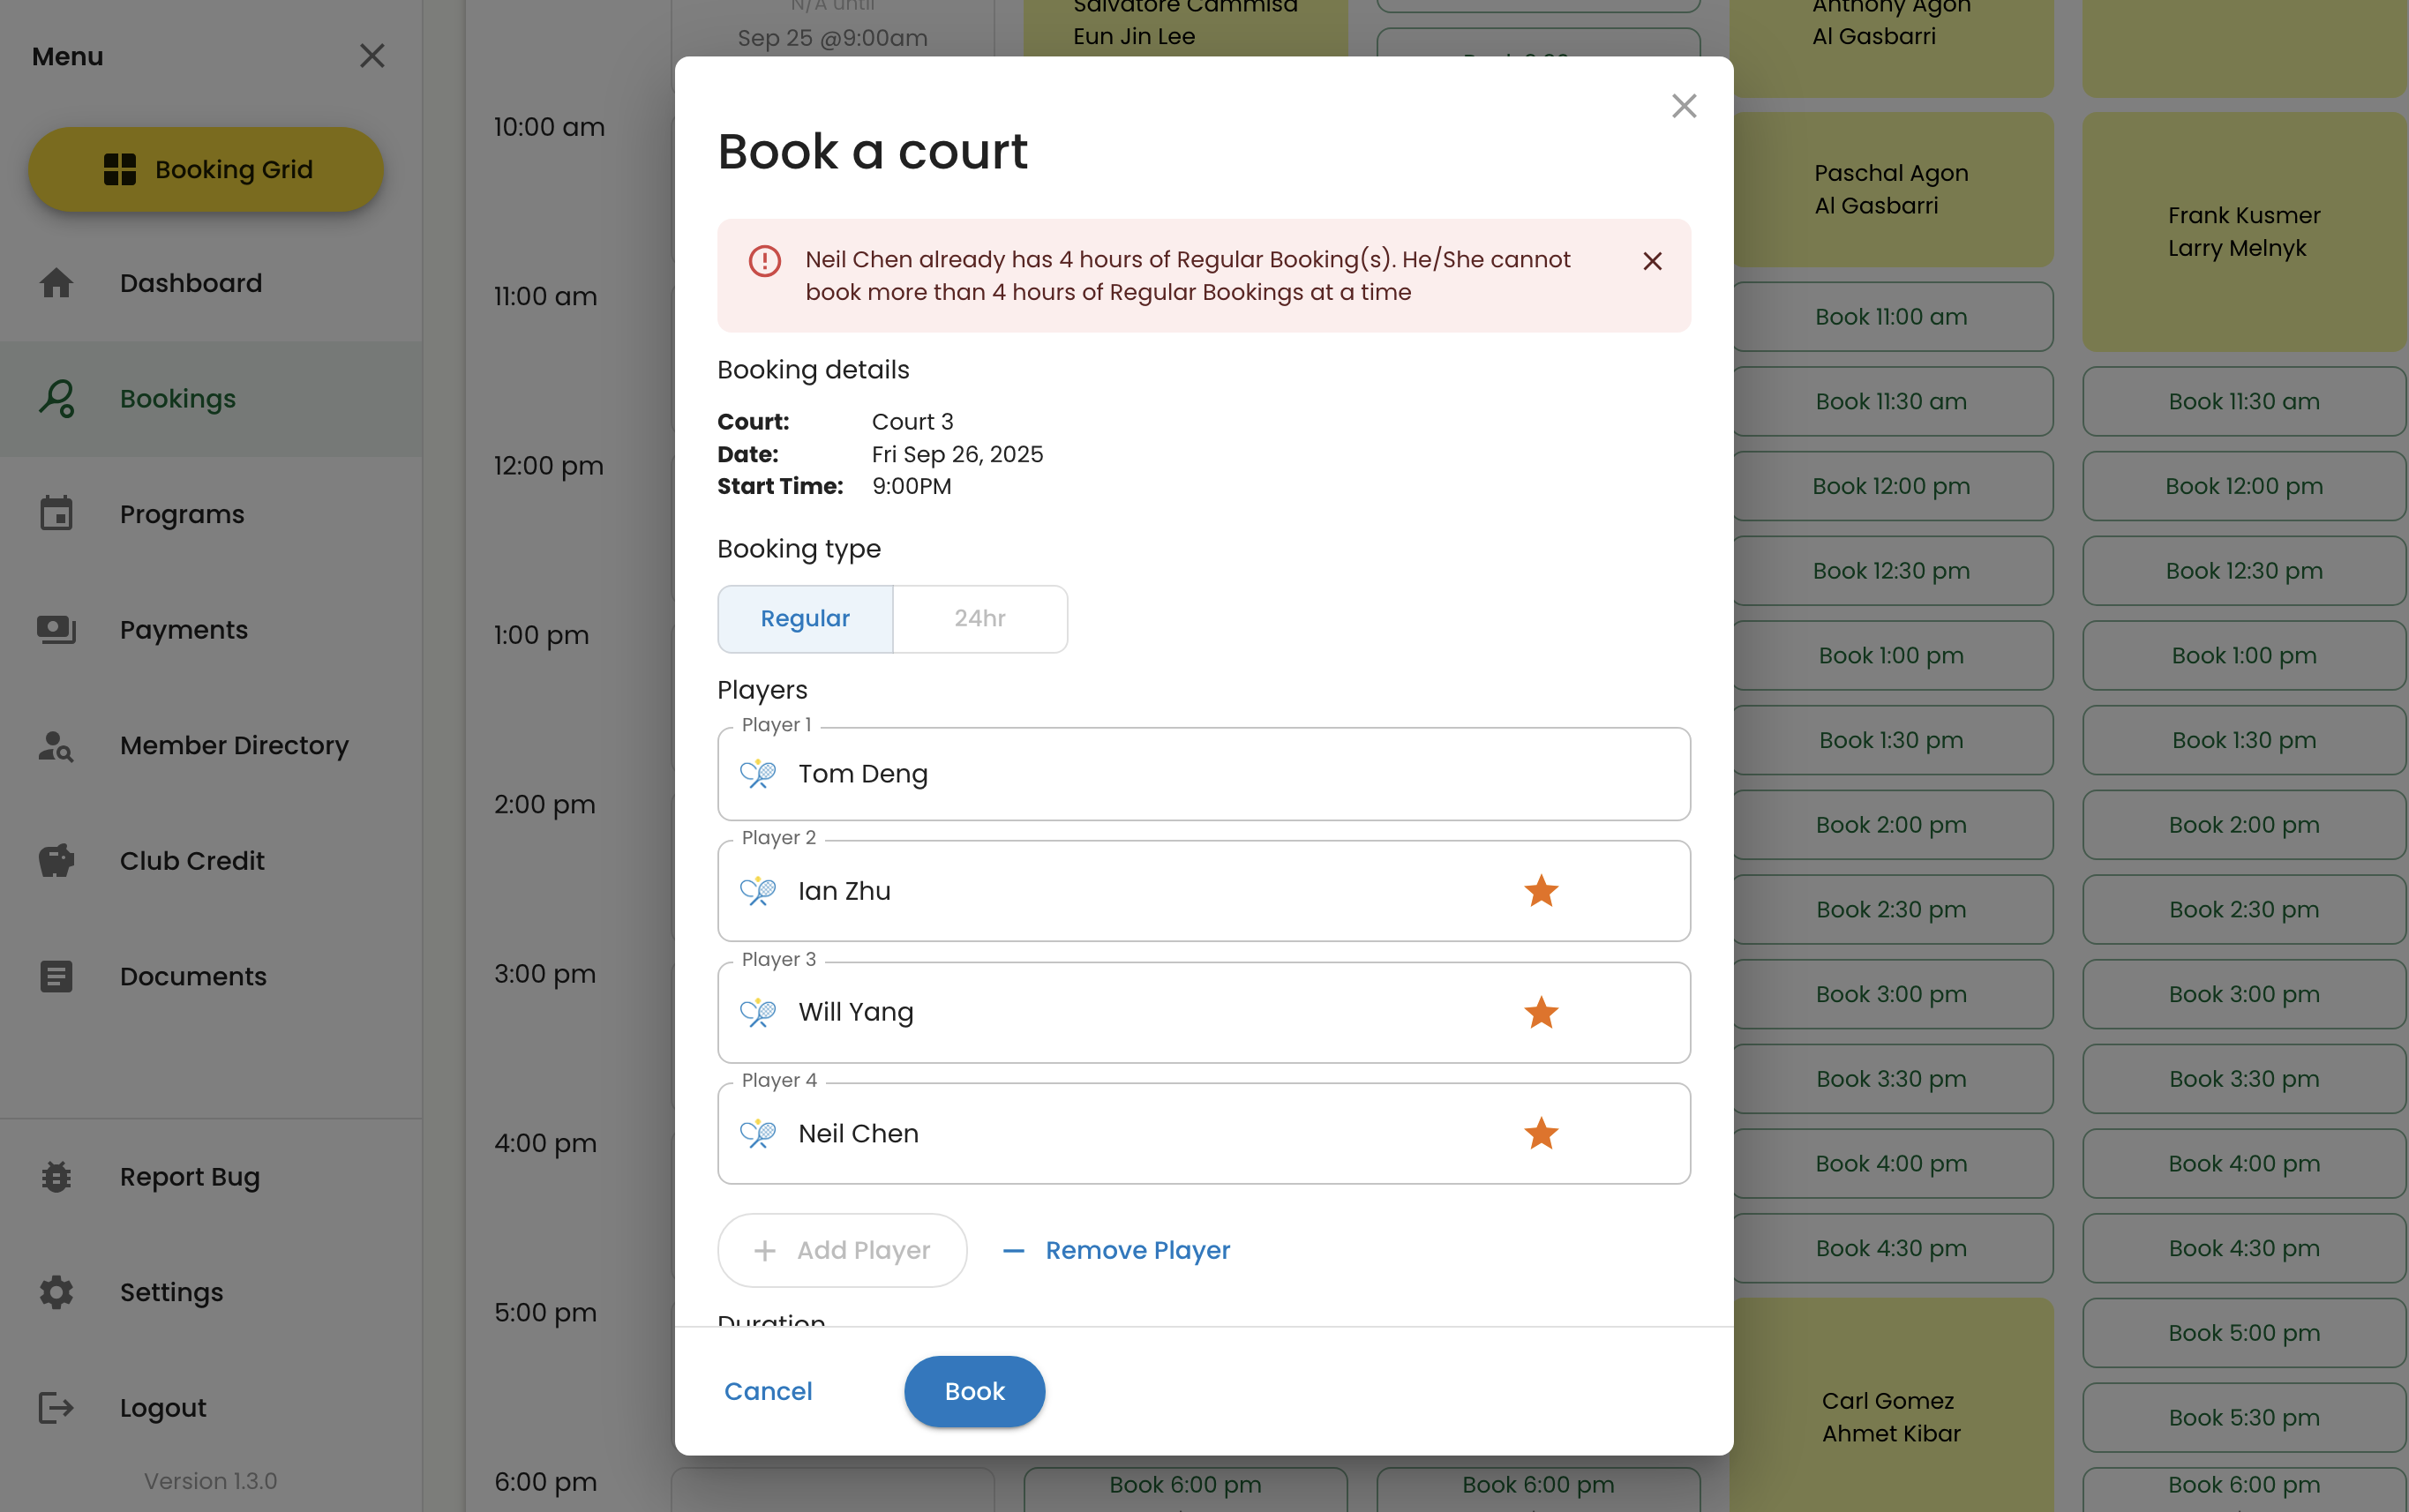 Menu
Booking Grid
Dashboard
Bookings
Programs
Payments
Member Directory
Club Credit
Documents
Report Bug
Settings
Logout
Version 1.3.0
10:00 am
11:00 am
12:00 pm
1:00 pm
2:00 pm
3:00 pm
4:00 pm
5:00 pm
6:00 pm
N/A until
Sep 25 @9:00am
Salvatore Cammisa
Eun Jin Lee
Book a court
Neil Chen already has 4 hours of Regular Booking(s). He/She cannot
book more than 4 hours of Regular Bookings at a time
Booking details
Court: Court 3
Date: Fri Sep 26, 2025
Start Time: 9:00PM
Booking type
Regular 24hr
Players
Player 1
Tom Deng
Player 2
Ian Zhu
Player 3
Will Yang
Player 4
Neil Chen
Add Player Remove Player
Duration
Cancel Book
Book 6:00 pm
Book 6:00 pm
Anthony Agon
Al Gasbarri
Paschal Agon
Al Gasbarri
Book 11:00 am
Book 11:30 am
Book 12:00 pm
Book 12:30 pm
Book 1:00 pm
Book 1:30 pm
Book 2:00 pm
Book 2:30 pm
Book 3:00 pm
Book 3:30 pm
Book 4:00 pm
Book 4:30 pm
Carl Gomez
Ahmet Kibar
Frank Kusmer
Larry Melnyk
Book 11:30 am
Book 12:00 pm
Book 12:30 pm
Book 1:00 pm
Book 1:30 pm
Book 2:00 pm
Book 2:30 pm
Book 3:00 pm
Book 3:30 pm
Book 4:00 pm
Book 4:30 pm
Book 5:00 pm
Book 5:30 pm
Book 6:00 pm